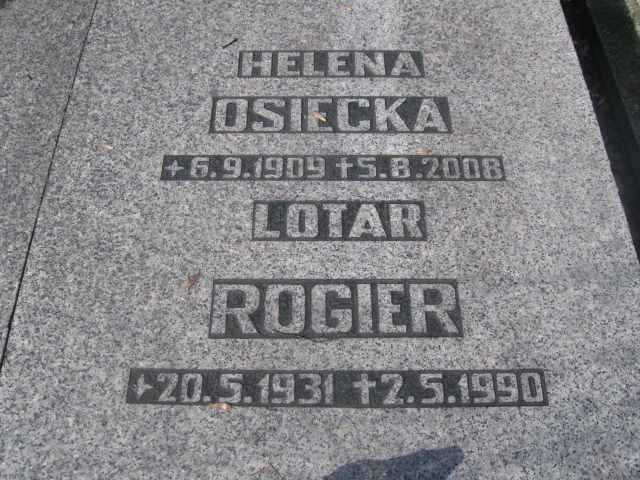 HELENA
OSIECKA
+6.9.1909 †5.8.2008
LOTAR
ROGIER
+20.5.1931 †2.5.1990